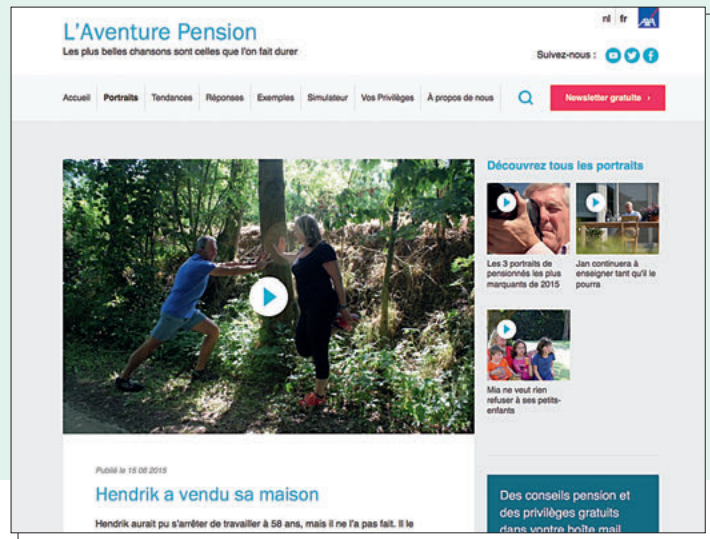 L'Aventure Pension
Les plus belles chansons sont celles que l'on fait durer
nl fr AXA
Suivez-nous :
Accueil Portraits Tendances Réponses Exemples Simulateur Vos Privilèges À propos de nous Newsletter gratuite ›
Découvrez tous les portraits
Les 3 portraits de
pensionnés les plus
marquants de 2015
Jan continuera à
enseigner tant qu'il le
pourra
Mia ne veut rien
refuser à ses petits-
enfants
Publié le 15 06 2015
Hendrik a vendu sa maison
Hendrik aurait pu s'arrêter de travailler à 58 ans, mais il ne l'a pas fait. Il le
Des conseils pension et
des privilèges gratuits
dans vontre boîte mail